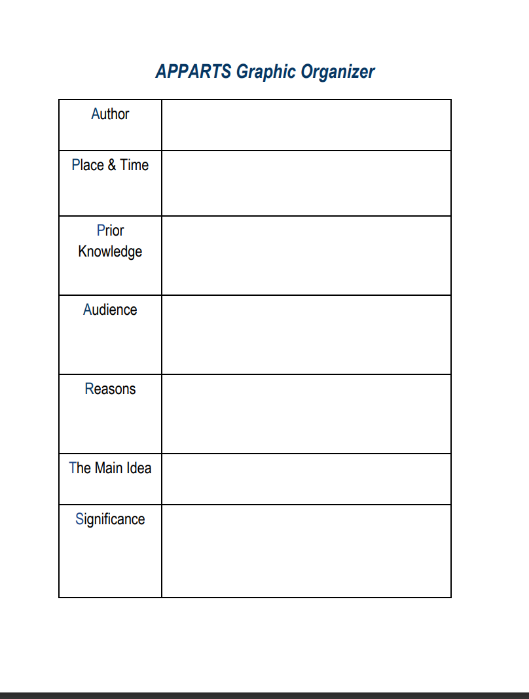 APPARTS Graphic Organizer
Author
Place & Time
Prior
Knowledge
Audience
Reasons
The Main Idea
Significance